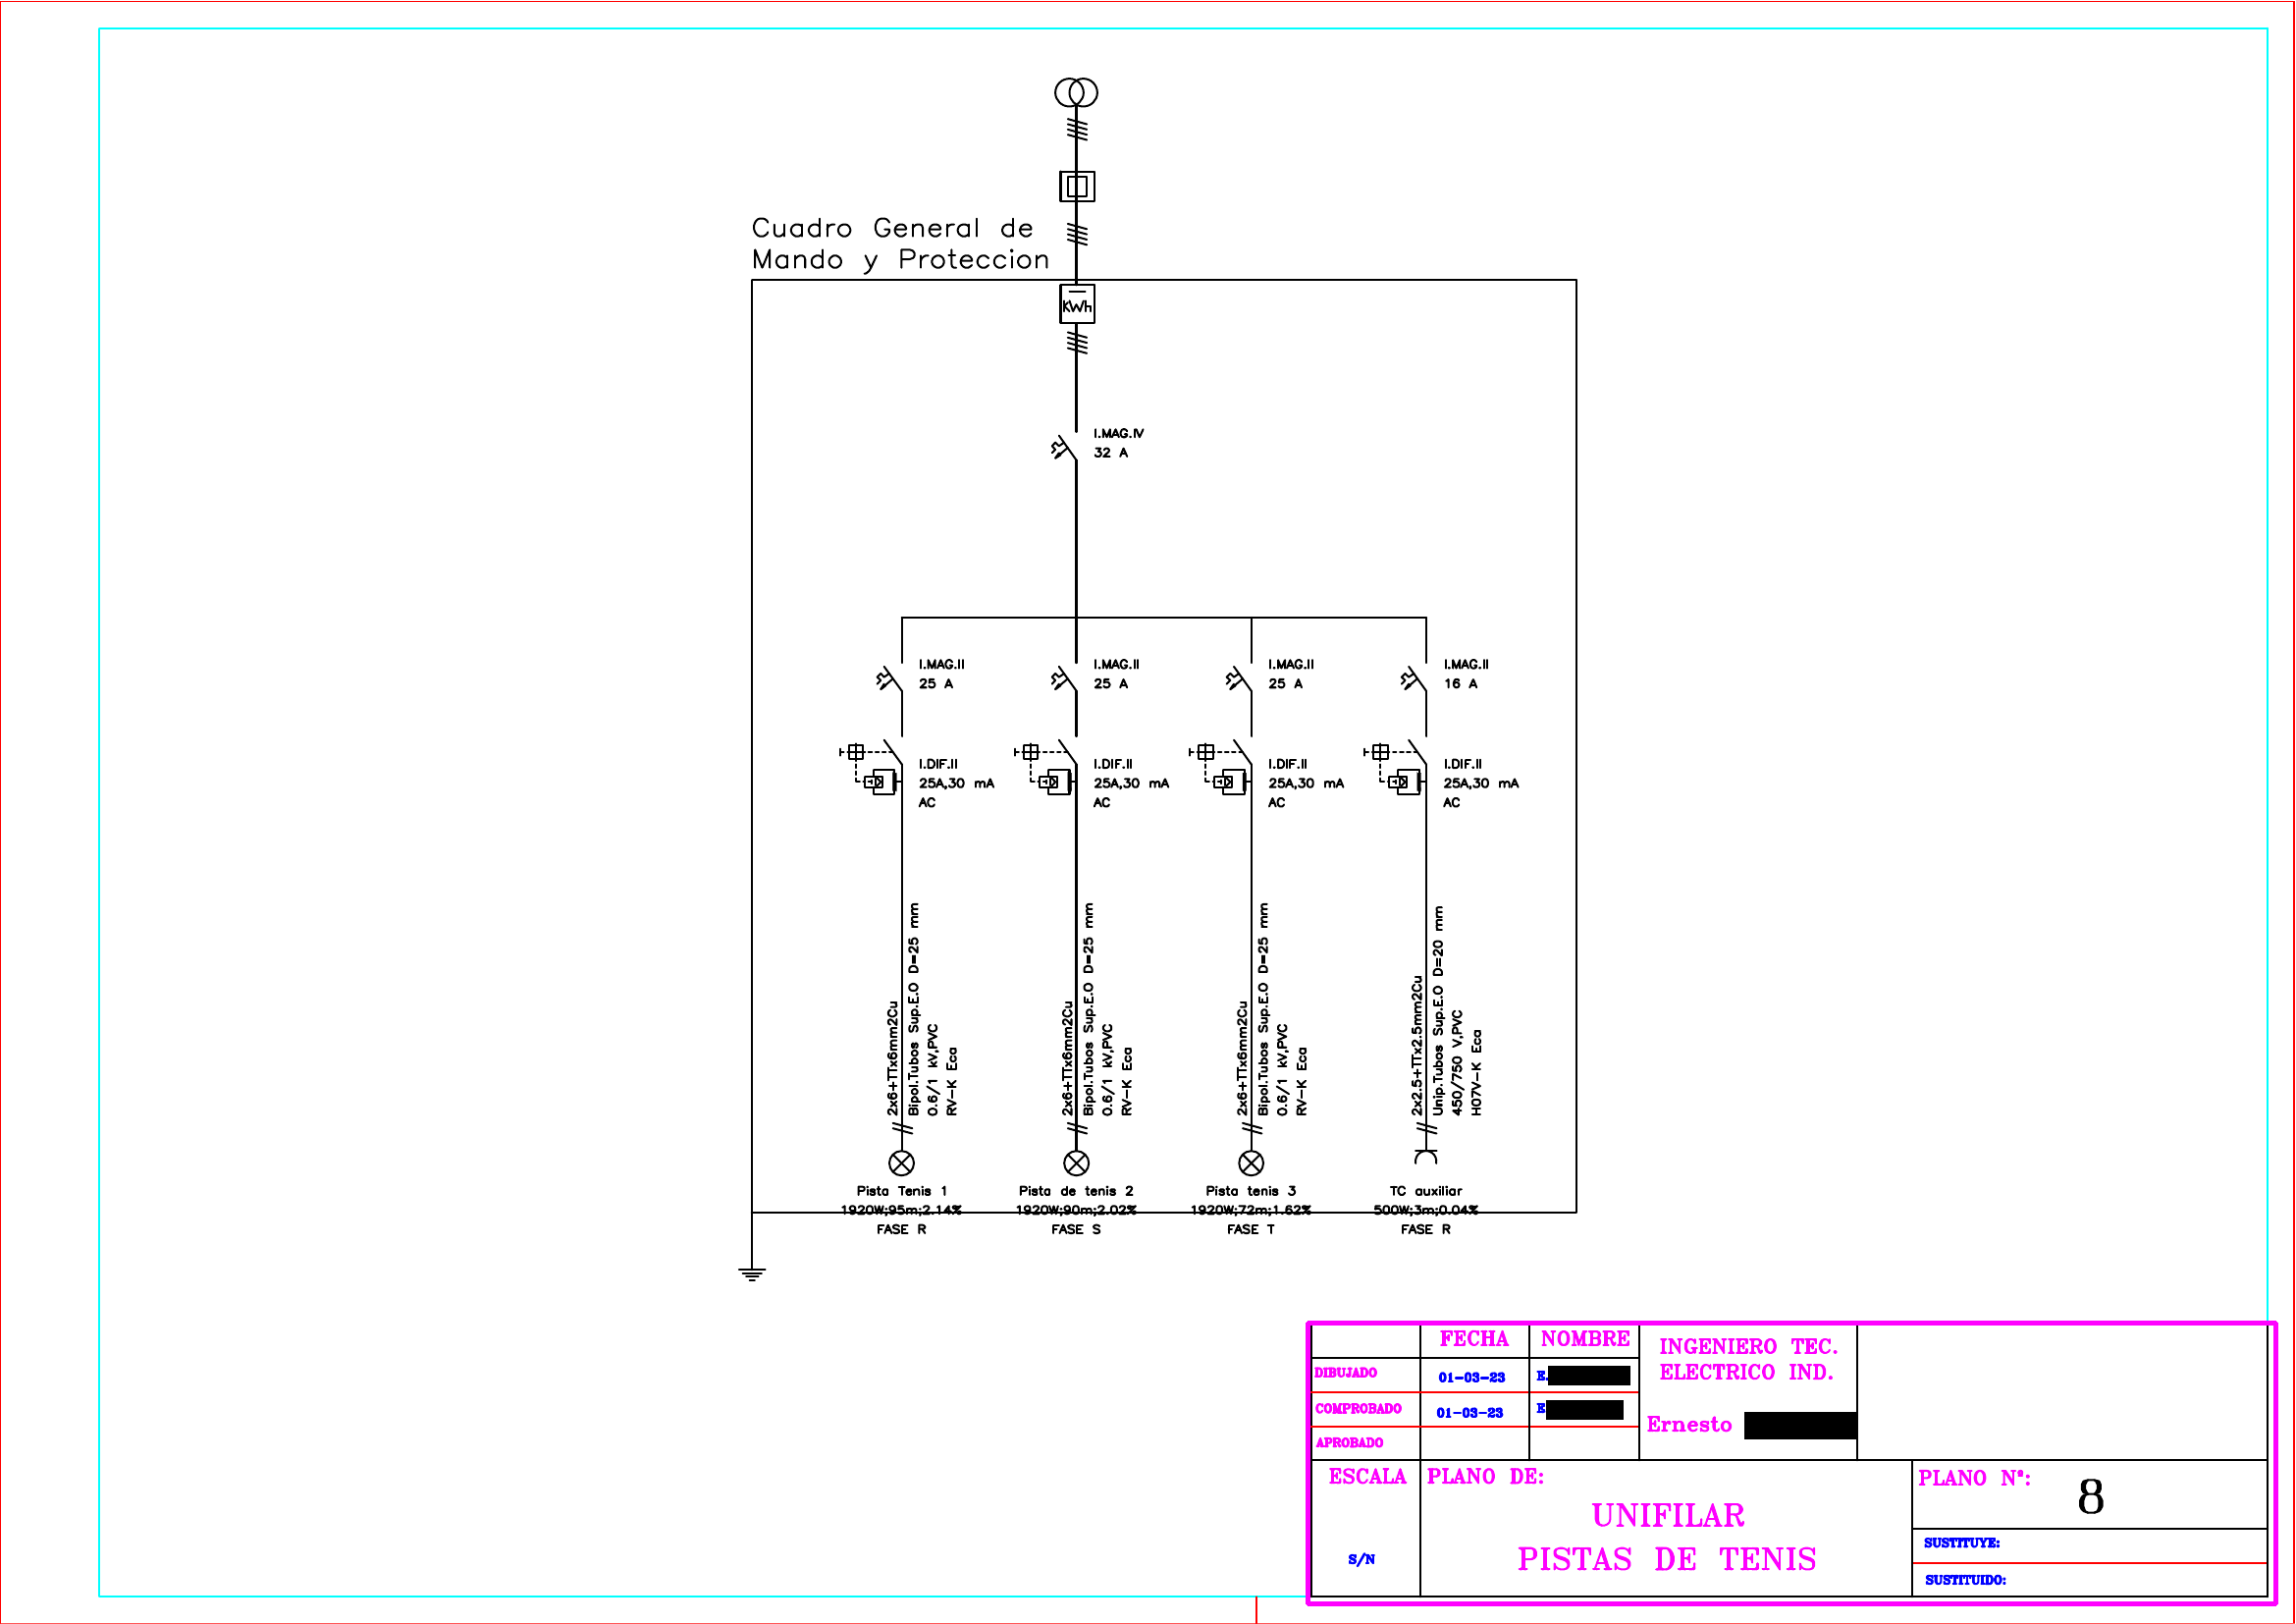 Cuadro General de
Mando y Proteccion
KWh
I.MAG.IV
32 A
I.MAG.II
25 A
I.MAG.II
25 A
I.MAG.II
25 A
I.MAG.II
16 A
I.DIF.II
25A,30 mA
AC
I.DIF.II
25A,30 mA
AC
I.DIF.II
25A,30 mA
AC
I.DIF.II
25A,30 mA
AC
2x6+TTx6mm2Cu
Bipol.Tubos Sup.E.O D=25 mm
0.6/1 kV,PVC
RV-K Eca
2x6+TTx6mm2Cu
Bipol.Tubos Sup.E.O D=25 mm
0.6/1 kV,PVC
RV-K Eca
2x6+TTx6mm2Cu
Bipol.Tubos Sup.E.O D=25 mm
0.6/1 kV,PVC
RV-K Eca
2x2.5+TTx2.5mm2Cu
Unip.Tubos Sup.E.O D=20 mm
450/750 V,PVC
H07V-K Eca
Pista Tenis 1
1920W;95m;2.14%
FASE R
Pista de tenis 2
1920W;90m;2.02%
FASE S
Pista tenis 3
1920W;72m;1.62%
FASE T
TC auxiliar
500W;3m;0.04%
FASE R
FECHA NOMBRE
DIBUJADO 01-03-23 E.
COMPROBADO 01-03-23 E
APROBADO
INGENIERO TEC.
ELECTRICO IND.
Ernesto
ESCALA
S/N
PLANO DE:
UNIFILAR
PISTAS DE TENIS
PLANO Nº: 8
SUSTITUYE:
SUSTITUIDO: